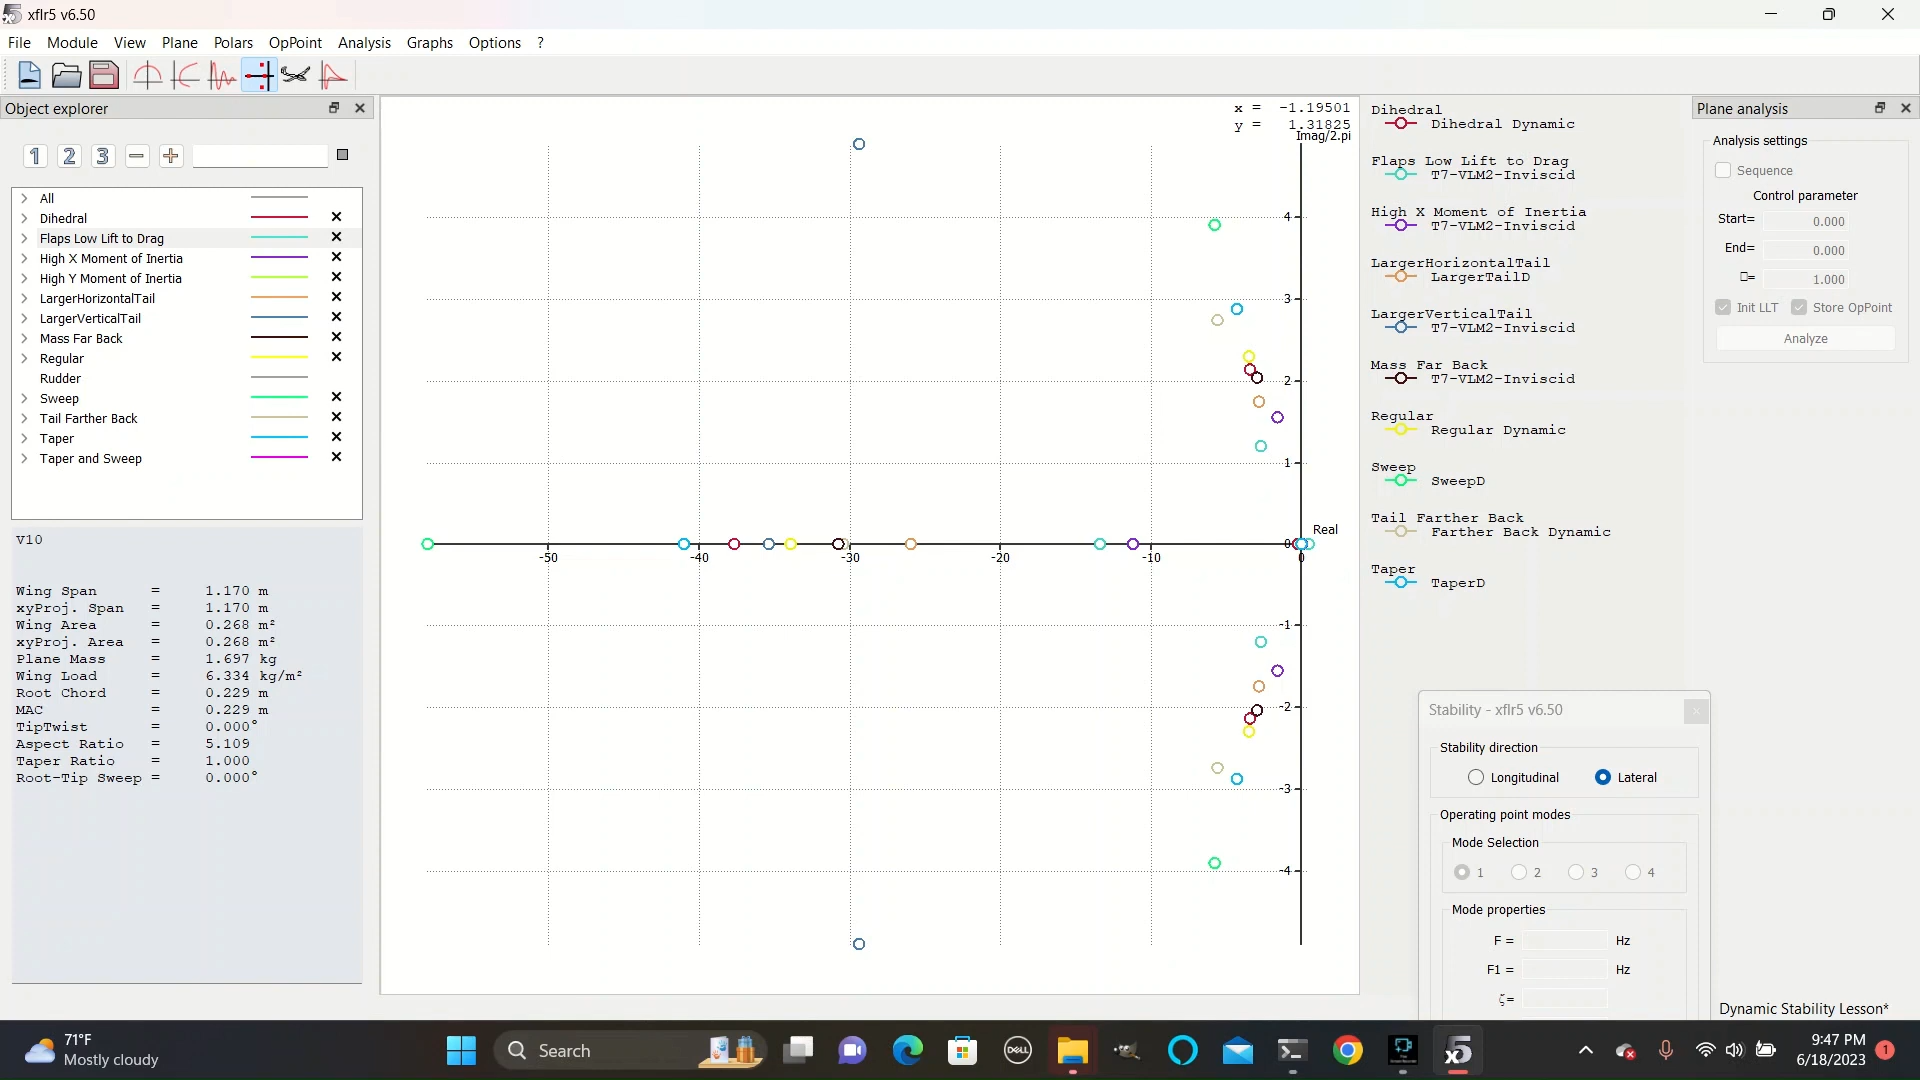 xflr5 v6.50
File Module View Plane Polars OpPoint Analysis Graphs Options ?
Object explorer
1 2 3
All
Dihedral
Flaps Low Lift to Drag
High X Moment of Inertia
High Y Moment of Inertia
LargerHorizontalTail
LargerVerticalTail
Mass Far Back
Regular
Rudder
Sweep
Tail Farther Back
Taper
Taper and Sweep
V10
Wing Span = 1.170 m
xyProj. Span = 1.170 m
Wing Area = 0.268 m²
xyProj. Area = 0.268 m²
Plane Mass = 1.697 kg
Wing Load = 6.334 kg/m²
Root Chord = 0.229 m
MAC = 0.229 m
TipTwist = 0.000°
Aspect Ratio = 5.109
Taper Ratio = 1.000
Root-Tip Sweep = 0.000°
x = -1.19501
y = 1.31825
Imag/2.pi
4
3
2
1
0
Real
-50 -40 -30 -20 -10 0
-1
-2
-3
-4
Dihedral
Dihedral Dynamic
Flaps Low Lift to Drag
T7-VLM2-Inviscid
High X Moment of Inertia
T7-VLM2-Inviscid
LargerHorizontalTail
LargerTailD
LargerVerticalTail
T7-VLM2-Inviscid
Mass Far Back
T7-VLM2-Inviscid
Regular
Regular Dynamic
Sweep
SweepD
Tail Farther Back
Farther Back Dynamic
Taper
TaperD
Plane analysis
Analysis settings
Sequence
Control parameter
Start= 0.000
End= 0.000
= 1.000
Init LLT Store OpPoint
Analyze
Stability - xflr5 v6.50
Stability direction
Longitudinal Lateral
Operating point modes
Mode Selection
1 2 3 4
Mode properties
F = Hz
F1 = Hz
ζ=
Dynamic Stability Lesson*
71°F
Mostly cloudy
Search
DELL
x5
9:47 PM
6/18/2023
1